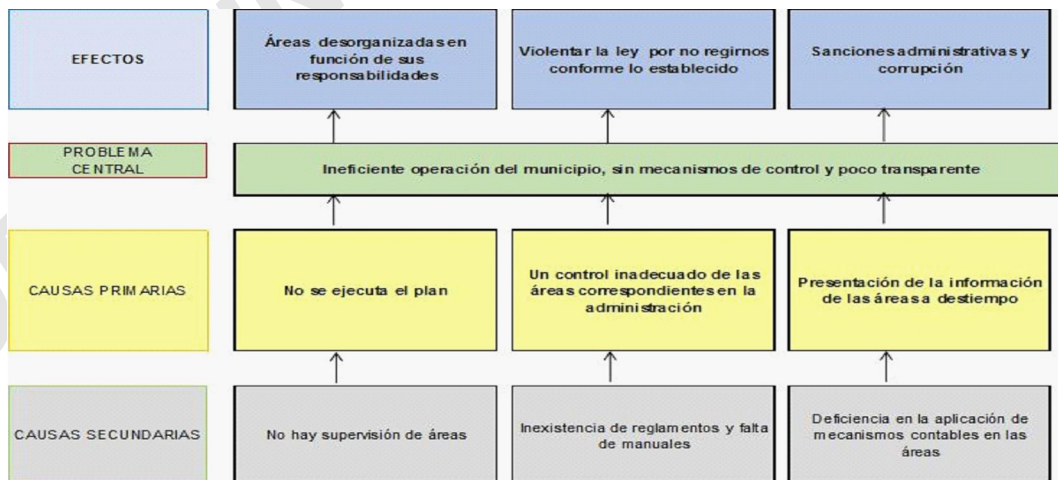 EFECTOS
Áreas desorganizadas en
función de sus
responsabilidades
Violentar la ley por no regirnos
conforme lo establecido
Sanciones administrativas y
corrupción
PROBLEMA
CENTRAL
Ineficiente operación del municipio, sin mecanismos de control y poco transparente
CAUSAS PRIMARIAS
No se ejecuta el plan
Un control inadecuado de las
áreas correspondientes en la
administración
Presentación de la información
de las áreas a destiempo
CAUSAS SECUNDARIAS
No hay supervisión de áreas
Inexistencia de reglamentos y falta
de manuales
Deficiencia en la aplicación de
mecanismos contables en las
áreas